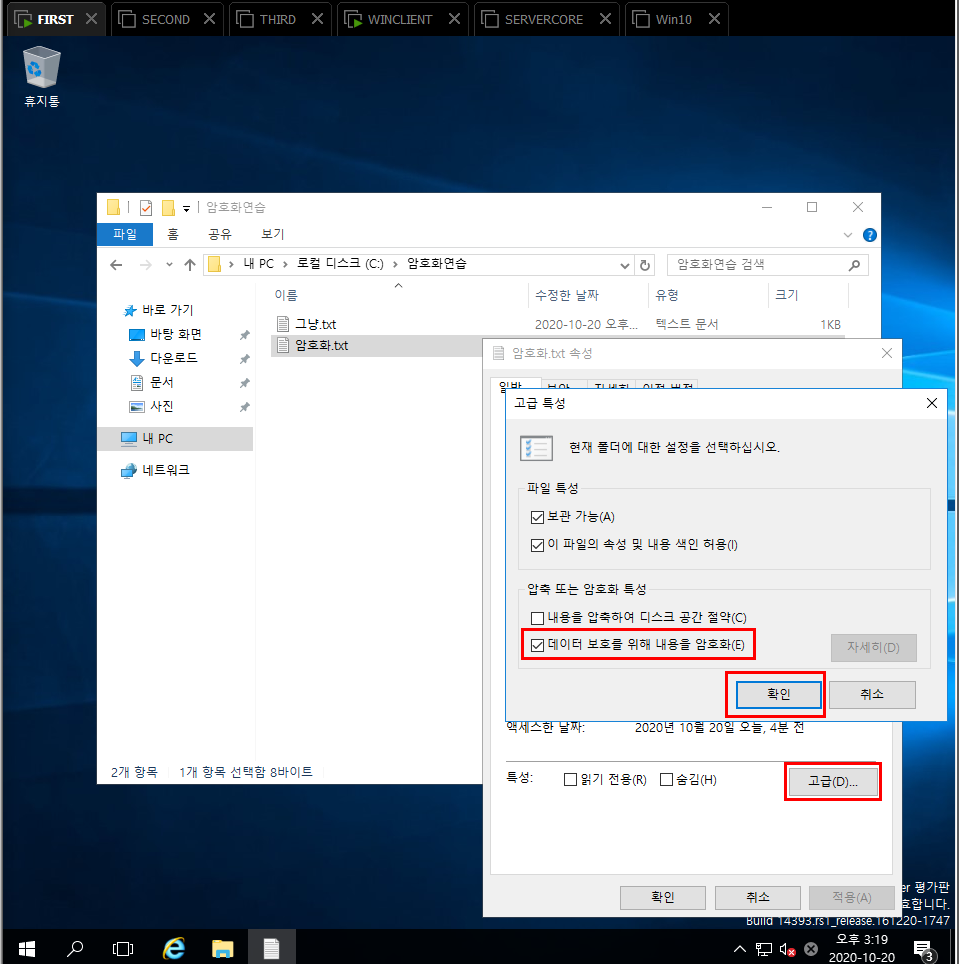 FIRST SECOND THIRD WINCLIENT SERVERCORE Win10
휴지통
암호화연습
파일 홈 공유 보기
내 PC 로컬 디스크 (C:) 암호화연습
암호화연습 검색
이름 수정한 날짜 유형 크기
바로 가기
바탕 화면
다운로드
문서
사진
내 PC
네트워크
그냥.txt 2020-10-20 오후... 텍스트 문서 1KB
암호화.txt
2개 항목 1개 항목 선택함 8바이트
암호화.txt 속성
일반 보안 자세히 이전 버전
고급 특성
현재 폴더에 대한 설정을 선택하십시오.
파일 특성
보관 가능(A)
이 파일의 속성 및 내용 색인 허용(I)
압축 또는 암호화 특성
내용을 압축하여 디스크 공간 절약(C)
데이터 보호를 위해 내용을 암호화(E)
자세히(D)
확인 취소
액세스한 날짜: 2020년 10월 20일 오늘, 4분 전
특성: 읽기 전용(R) 숨김(H) 고급(D)...
확인 취소 적용(A)
er 평가판
효합니다.
Build 14393.rs1_release.161220-1747
오후 3:19
2020-10-20
3